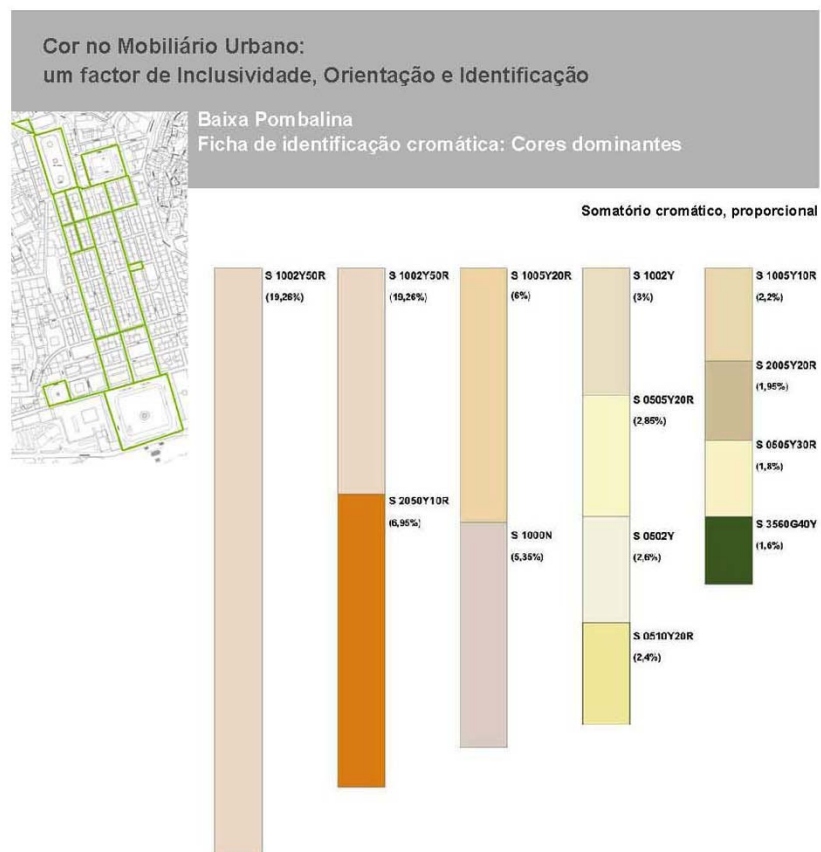 Cor no Mobiliário Urbano:
um factor de Inclusividade, Orientação e Identificação
Baixa Pombalina
Ficha de identificação cromática: Cores dominantes
Somatório cromático, proporcional
S 1002Y50R
(19,26%)
S 1002Y50R
(19,26%)
S 2050Y10R
(6,95%)
S 1005Y20R
(6%)
S 1000N
(5,35%)
S 1002Y
(3%)
S 0505Y20R
(2,85%)
S 0502Y
(2,6%)
S 0510Y20R
(2,4%)
S 1005Y10R
(2,2%)
S 2005Y20R
(1,95%)
S 0505Y30R
(1,8%)
S 3560G40Y
(1,6%)